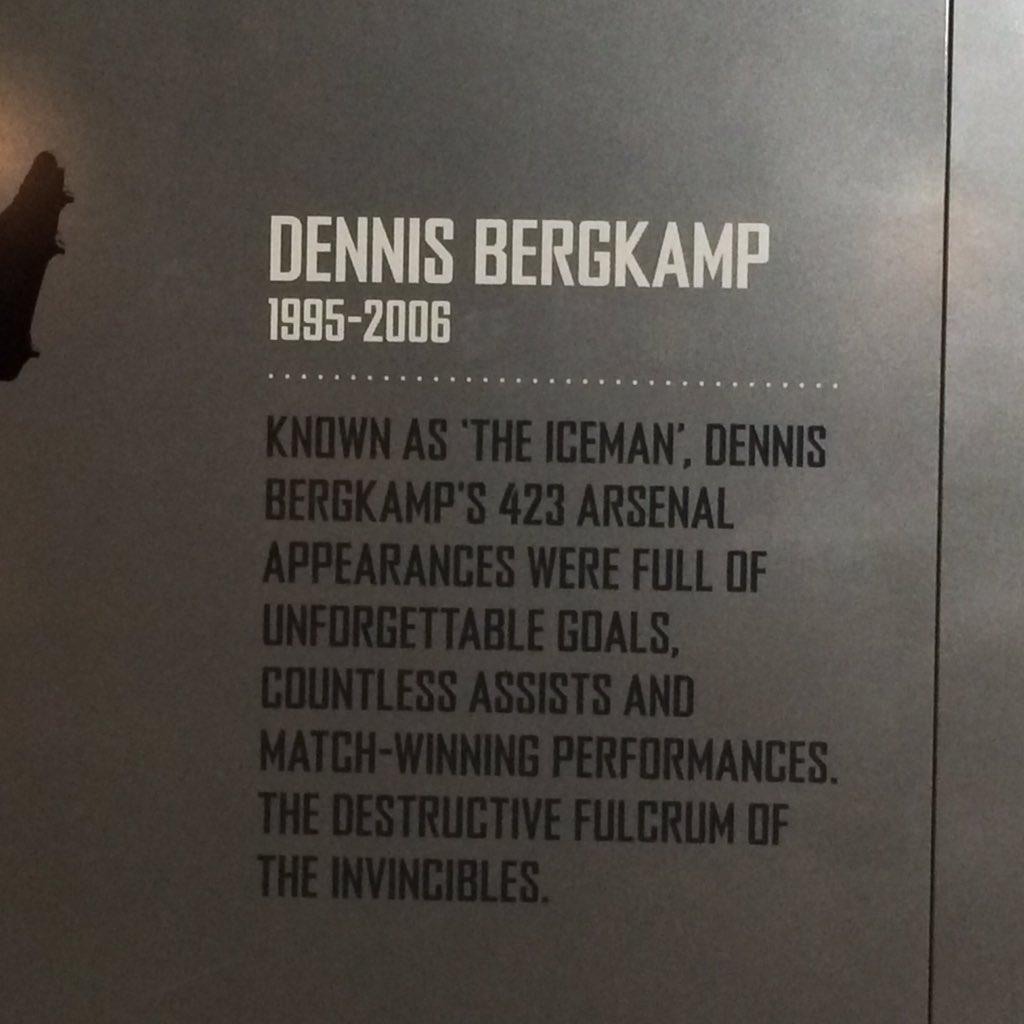 DENNIS BERGKAMP
1995-2006
KNOWN AS 'THE ICEMAN', DENNIS
BERGKAMP'S 423 ARSENAL
APPEARANCES WERE FULL OF
UNFORGETTABLE GOALS,
COUNTLESS ASSISTS AND
MATCH-WINNING PERFORMANCES.
THE DESTRUCTIVE FULCRUM OF
THE INVINCIBLES.